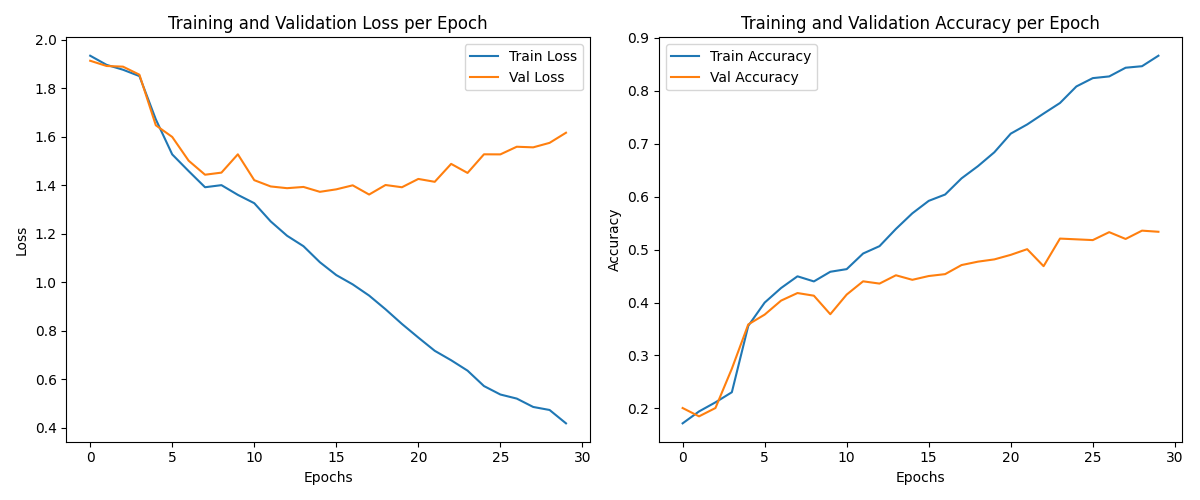 Training and Validation Loss per Epoch
2.0
1.8
1.6
1.4
1.2
1.0
0.8
0.6
0.4
Loss
Train Loss
Val Loss
0 5 10 15 20 25 30
Epochs
Training and Validation Accuracy per Epoch
0.9
0.8
0.7
0.6
0.5
0.4
0.3
0.2
Accuracy
Train Accuracy
Val Accuracy
0 5 10 15 20 25 30
Epochs